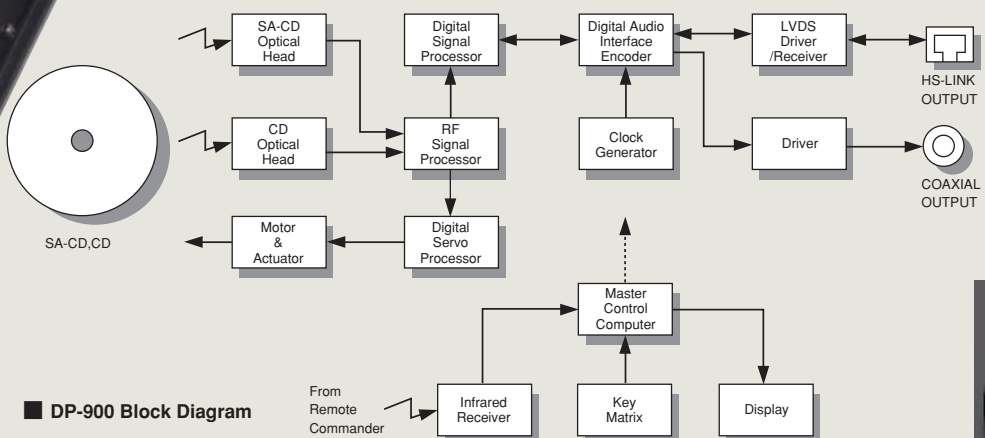 SA-CD
Optical
Head
Digital
Signal
Processor
Digital Audio
Interface
Encoder
LVDS
Driver
/Receiver
HS-LINK
OUTPUT
CD
Optical
Head
RF
Signal
Processor
Clock
Generator
Driver
COAXIAL
OUTPUT
SA-CD,CD
Motor
&
Actuator
Digital
Servo
Processor
Master
Control
Computer
■ DP-900 Block Diagram
From
Remote
Commander
Infrared
Receiver
Key
Matrix
Display